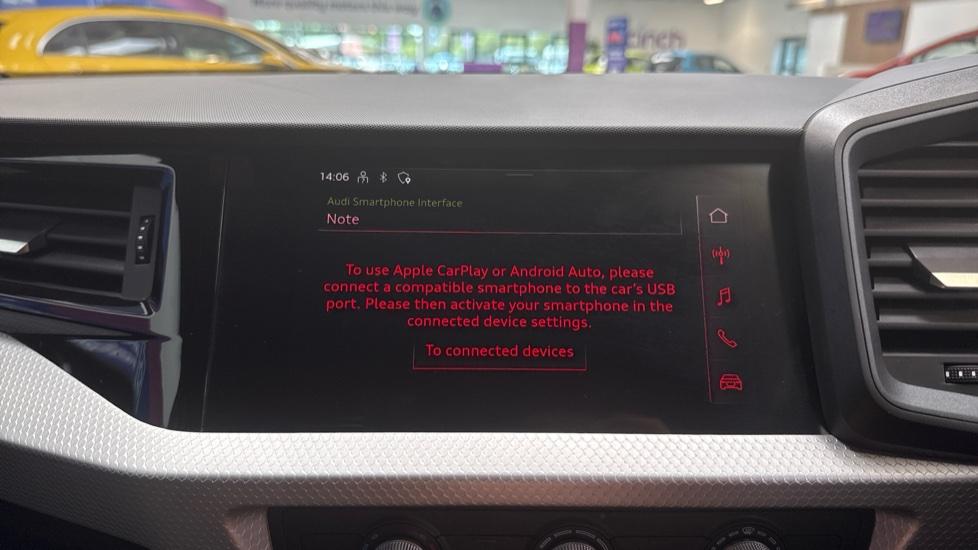 cinch
14:06
Audi Smartphone Interface
Note
To use Apple CarPlay or Android Auto, please
connect a compatible smartphone to the car's USB
port. Please then activate your smartphone in the
connected device settings.
To connected devices